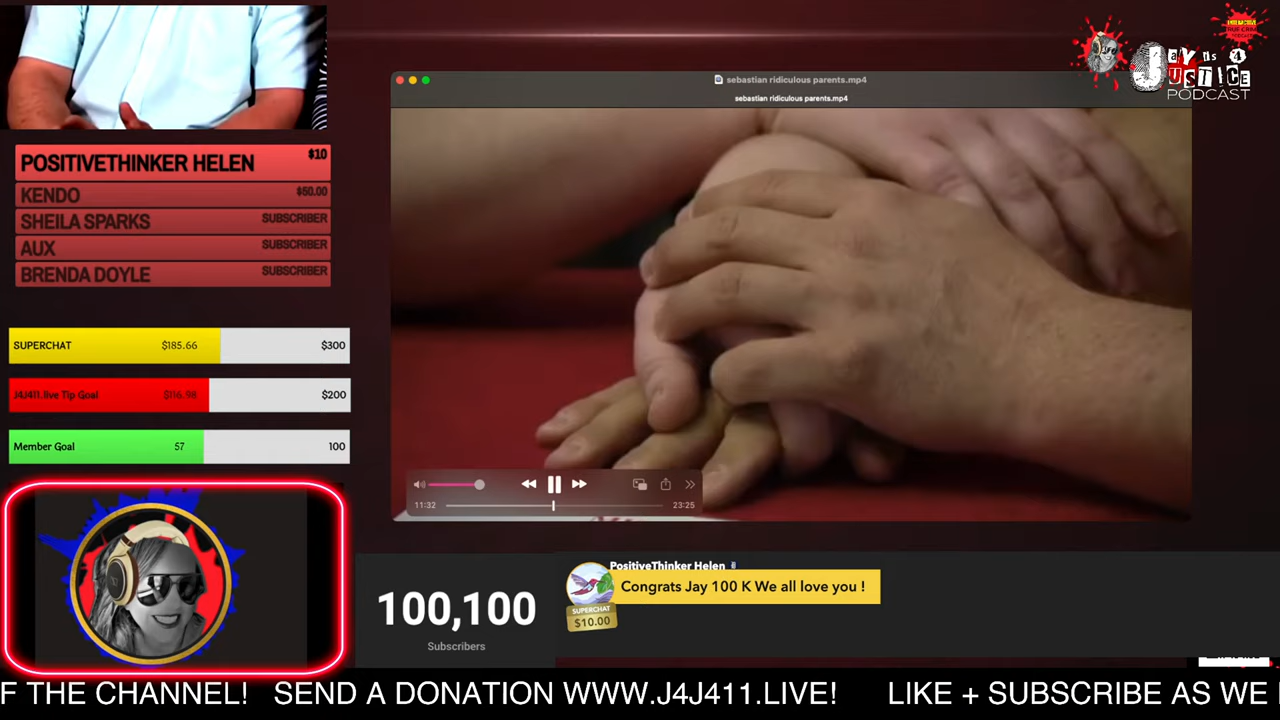 sebastian ridiculous parents.mp4
sebastian ridiculous parents.mp4
Jay is 4
JUSTICE
PODCAST
POSITIVETHINKER HELEN $10
KENDO $50.00
SHEILA SPARKS SUBSCRIBER
AUX SUBSCRIBER
BRENDA DOYLE SUBSCRIBER
SUPERCHAT $185.66 $300
J4J411.live Tip Goal $116.98 $200
Member Goal 57 100
11:32 23:25
100,100
Subscribers
PositiveThinker Helen
Congrats Jay 100 K We all love you !
SUPERCHAT
$10.00
F THE CHANNEL! SEND A DONATION WWW.J4J411.LIVE! LIKE + SUBSCRIBE AS WE